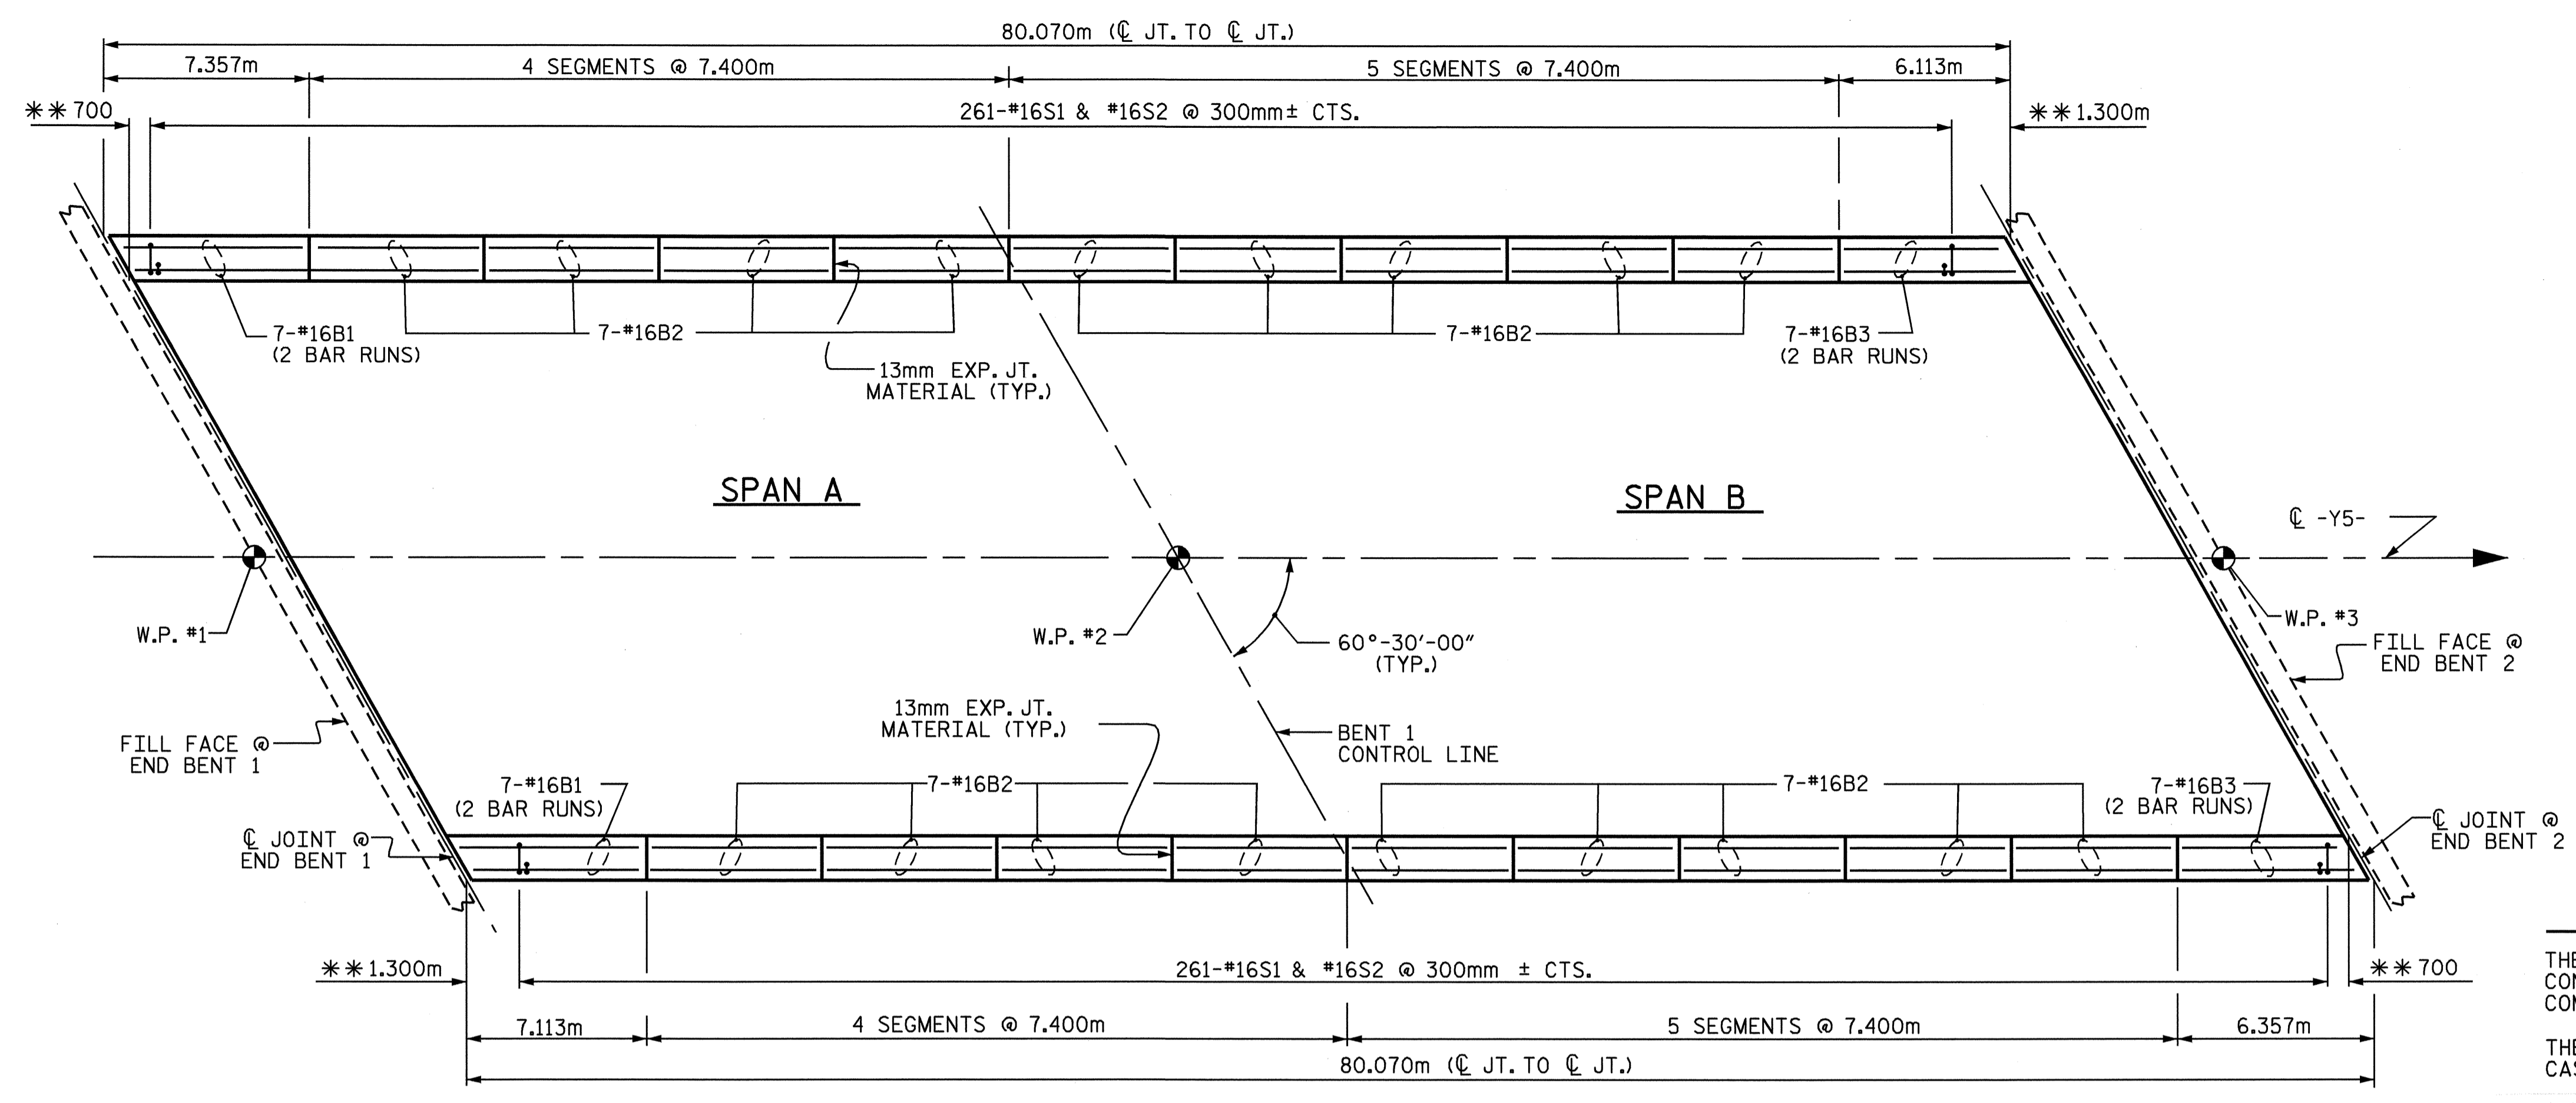 80.070m (℄ JT. TO ℄ JT.)
7.357m
4 SEGMENTS @ 7.400m
5 SEGMENTS @ 7.400m
6.113m
**700
261-#16S1 & #16S2 @ 300mm± CTS.
**1.300m
7-#16B1
(2 BAR RUNS)
7-#16B2
7-#16B2
7-#16B3
(2 BAR RUNS)
13mm EXP. JT.
MATERIAL (TYP.)
SPAN A
SPAN B
℄ -Y5-
W.P. #1
W.P. #2
W.P. #3
60°-30'-00"
(TYP.)
FILL FACE @
END BENT 2
13mm EXP. JT.
MATERIAL (TYP.)
BENT 1
CONTROL LINE
FILL FACE @
END BENT 1
7-#16B1
(2 BAR RUNS)
7-#16B2
7-#16B2
7-#16B3
(2 BAR RUNS)
℄ JOINT @
END BENT 1
℄ JOINT @
END BENT 2
**1.300m
261-#16S1 & #16S2 @ 300mm ± CTS.
**700
7.113m
4 SEGMENTS @ 7.400m
5 SEGMENTS @ 7.400m
6.357m
80.070m (℄ JT. TO ℄ JT.)
THE